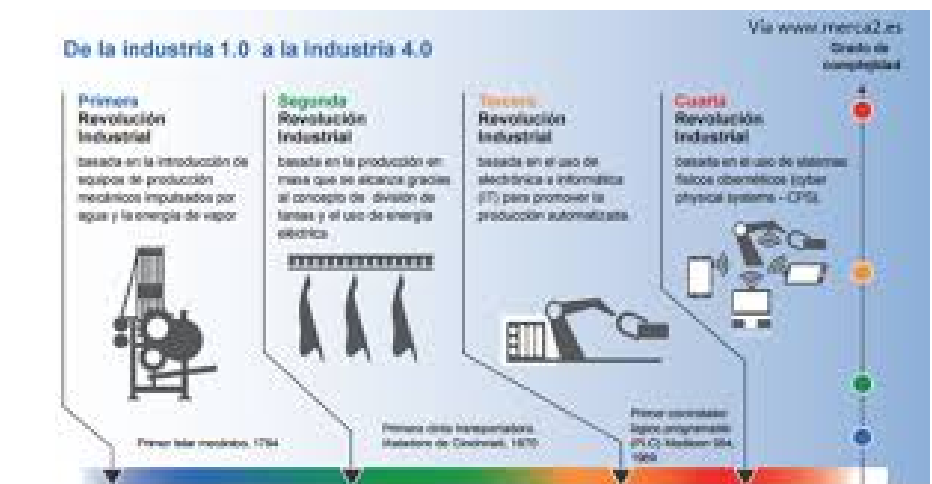 Vía www.merca2.es
De la industria 1.0 a la industria 4.0
Grado de
complejidad
4
Primera
Revolución
Industrial
basada en la introducción de
equipos de producción
mecánicos impulsados por
agua y la energía de vapor
Segunda
Revolución
Industrial
basada en la producción en
masa que se alcanza gracias
al concepto de división de
tareas y el uso de energía
eléctrica
Tercera
Revolución
Industrial
basada en el uso de
electrónica e informática
(IT) para promover la
producción automatizada
Cuarta
Revolución
Industrial
basada en el uso de sistemas
físicos cibernéticos (cyber
physical systems - CPS).
Primer telar mecánico, 1784
Primera cinta transportadora.
Matadero de Cincinnati, 1870
Primer controlador
lógico programable
(PLC) Modicon 084,
1969